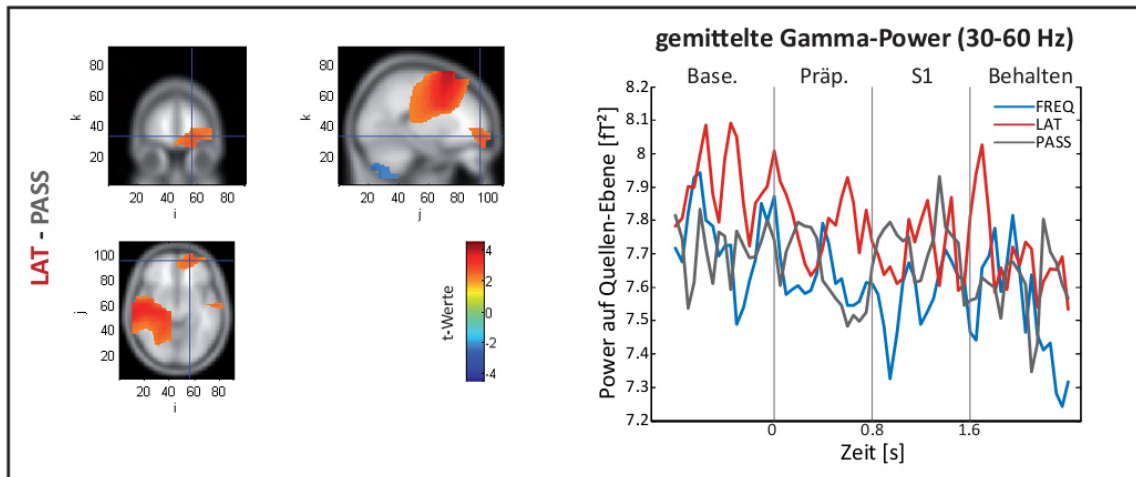 LAT - PASS
80
60
40
20
k
20 40 60 80
i
80
60
40
20
k
20 40 60 80 100
j
100
80
60
40
20
j
20 40 60 80
i
t-Werte
4
2
0
-2
-4
gemittelte Gamma-Power (30-60 Hz)
Base. Präp. S1 Behalten
FREQ
LAT
PASS
Power auf Quellen-Ebene [fT²]
8.2
8.1
8
7.9
7.8
7.7
7.6
7.5
7.4
7.3
7.2
0 0.8 1.6
Zeit [s]